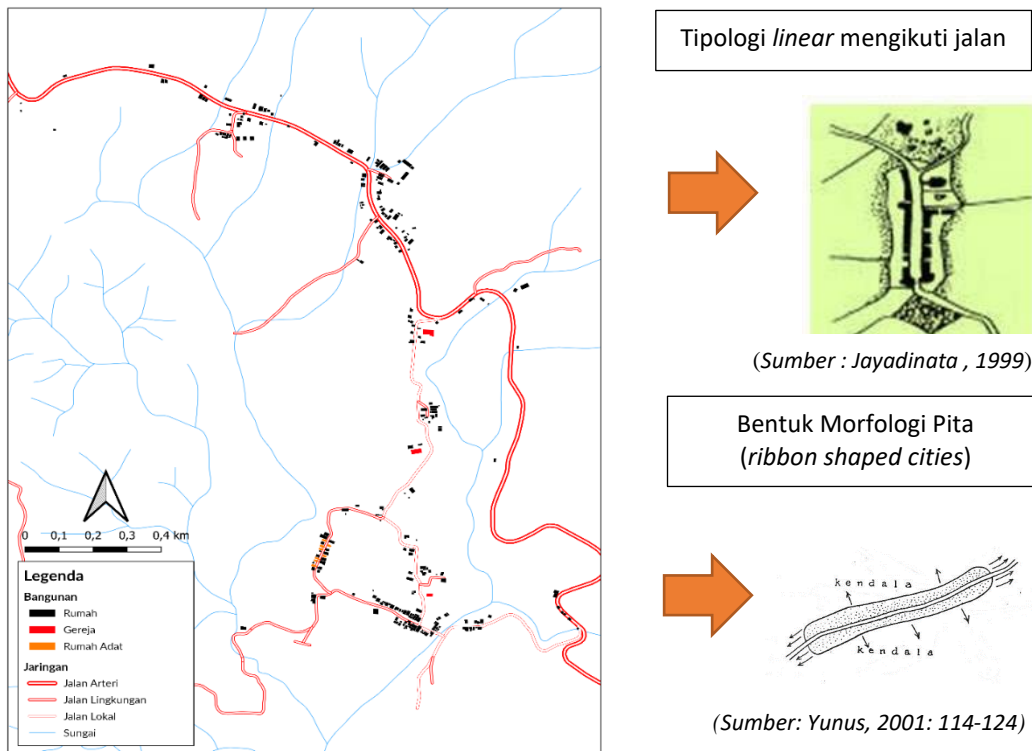 Tipologi linear mengikuti jalan
(Sumber : Jayadinata , 1999)
Bentuk Morfologi Pita
(ribbon shaped cities)
kendala
kendala
(Sumber: Yunus, 2001: 114-124)
0 0,1 0,2 0,3 0,4 km
Legenda
Bangunan
Rumah
Gereja
Rumah Adat
Jaringan
Jalan Arteri
Jalan Lingkungan
Jalan Lokal
Sungai